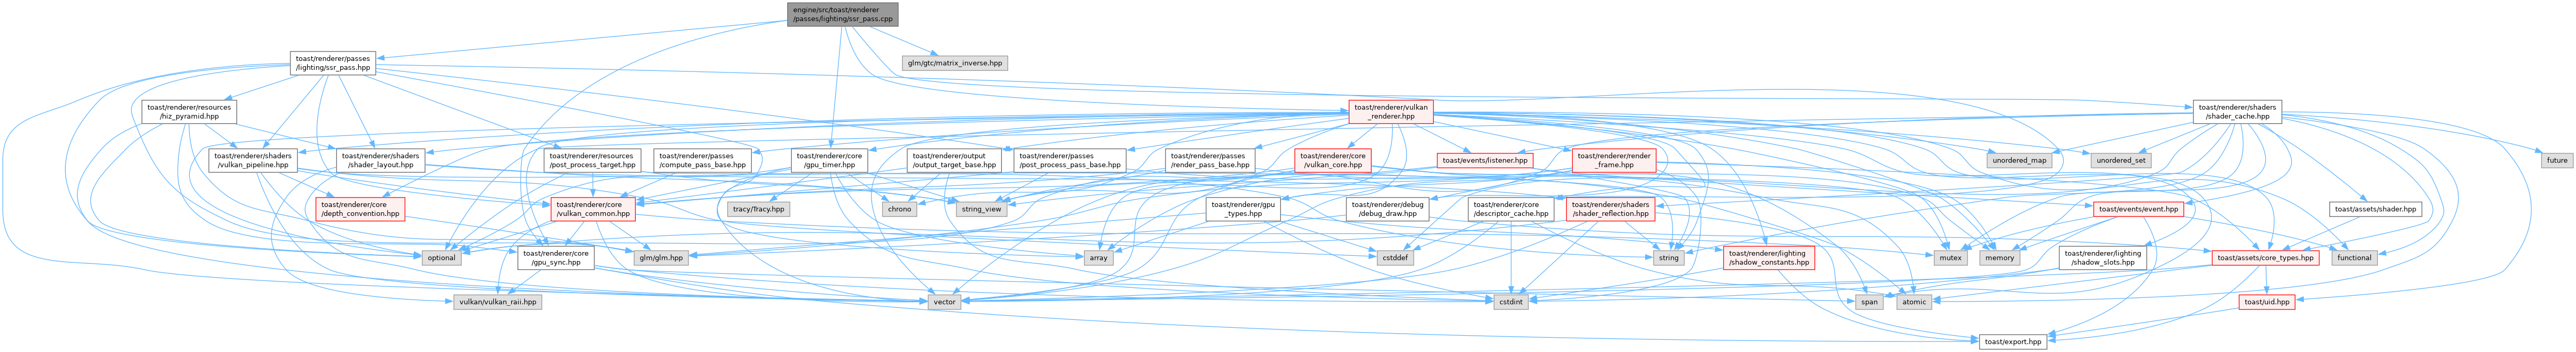 engine/src/toast/renderer
/passes/lighting/ssr_pass.cpp
toast/renderer/passes
/lighting/ssr_pass.hpp
glm/gtc/matrix_inverse.hpp
toast/renderer/resources
/hiz_pyramid.hpp
toast/renderer/vulkan
_renderer.hpp
toast/renderer/shaders
/shader_cache.hpp
toast/renderer/shaders
/vulkan_pipeline.hpp
toast/renderer/shaders
/shader_layout.hpp
toast/renderer/resources
/post_process_target.hpp
toast/renderer/passes
/compute_pass_base.hpp
toast/renderer/core
/gpu_timer.hpp
toast/renderer/output
/output_target_base.hpp
toast/renderer/passes
/post_process_pass_base.hpp
toast/renderer/passes
/render_pass_base.hpp
toast/renderer/core
/vulkan_core.hpp
toast/events/listener.hpp
toast/renderer/render
_frame.hpp
unordered_map
unordered_set
future
toast/renderer/core
/depth_convention.hpp
toast/renderer/core
/vulkan_common.hpp
tracy/Tracy.hpp
chrono
string_view
toast/renderer/gpu
_types.hpp
toast/renderer/debug
/debug_draw.hpp
toast/renderer/core
/descriptor_cache.hpp
toast/renderer/shaders
/shader_reflection.hpp
toast/events/event.hpp
toast/assets/shader.hpp
optional
toast/renderer/core
/gpu_sync.hpp
glm/glm.hpp
array
cstddef
string
toast/renderer/lighting
/shadow_constants.hpp
mutex
memory
toast/renderer/lighting
/shadow_slots.hpp
toast/assets/core_types.hpp
functional
vulkan/vulkan_raii.hpp
vector
cstdint
span
atomic
toast/uid.hpp
toast/export.hpp